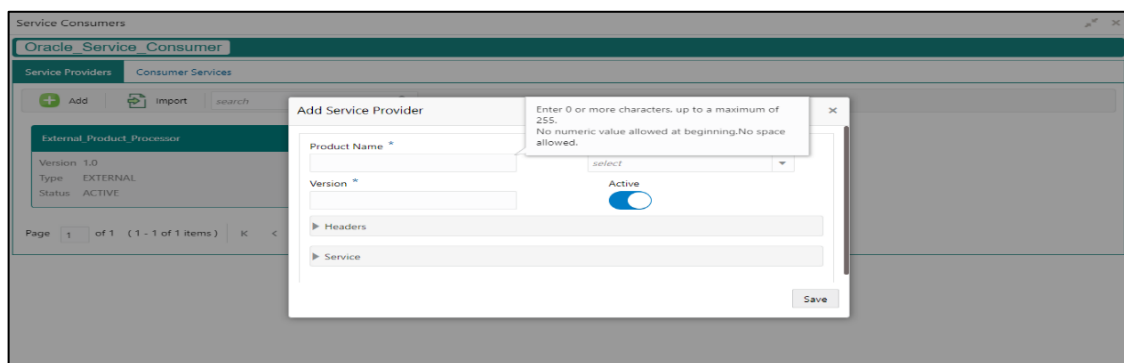 Service Consumers
Oracle_Service_Consumer
Service Providers Consumer Services
Add Import search
External_Product_Processor
Version 1.0
Type EXTERNAL
Status ACTIVE
Page 1 of 1 (1 - 1 of 1 items) K <
Add Service Provider
Enter 0 or more characters, up to a maximum of
255.
No numeric value allowed at beginning.No space
allowed.
Product Name *
select
Version *
Active
Headers
Service
Save